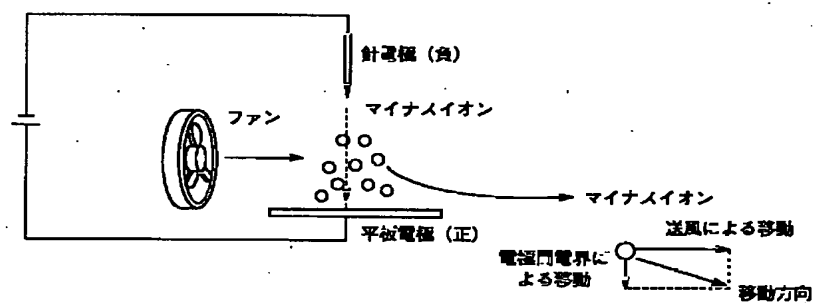 針電極（負）
マイナスイオン
ファン
マイナスイオン
平板電極（正）
送風による移動
電極間電界に
よる移動
移動方向